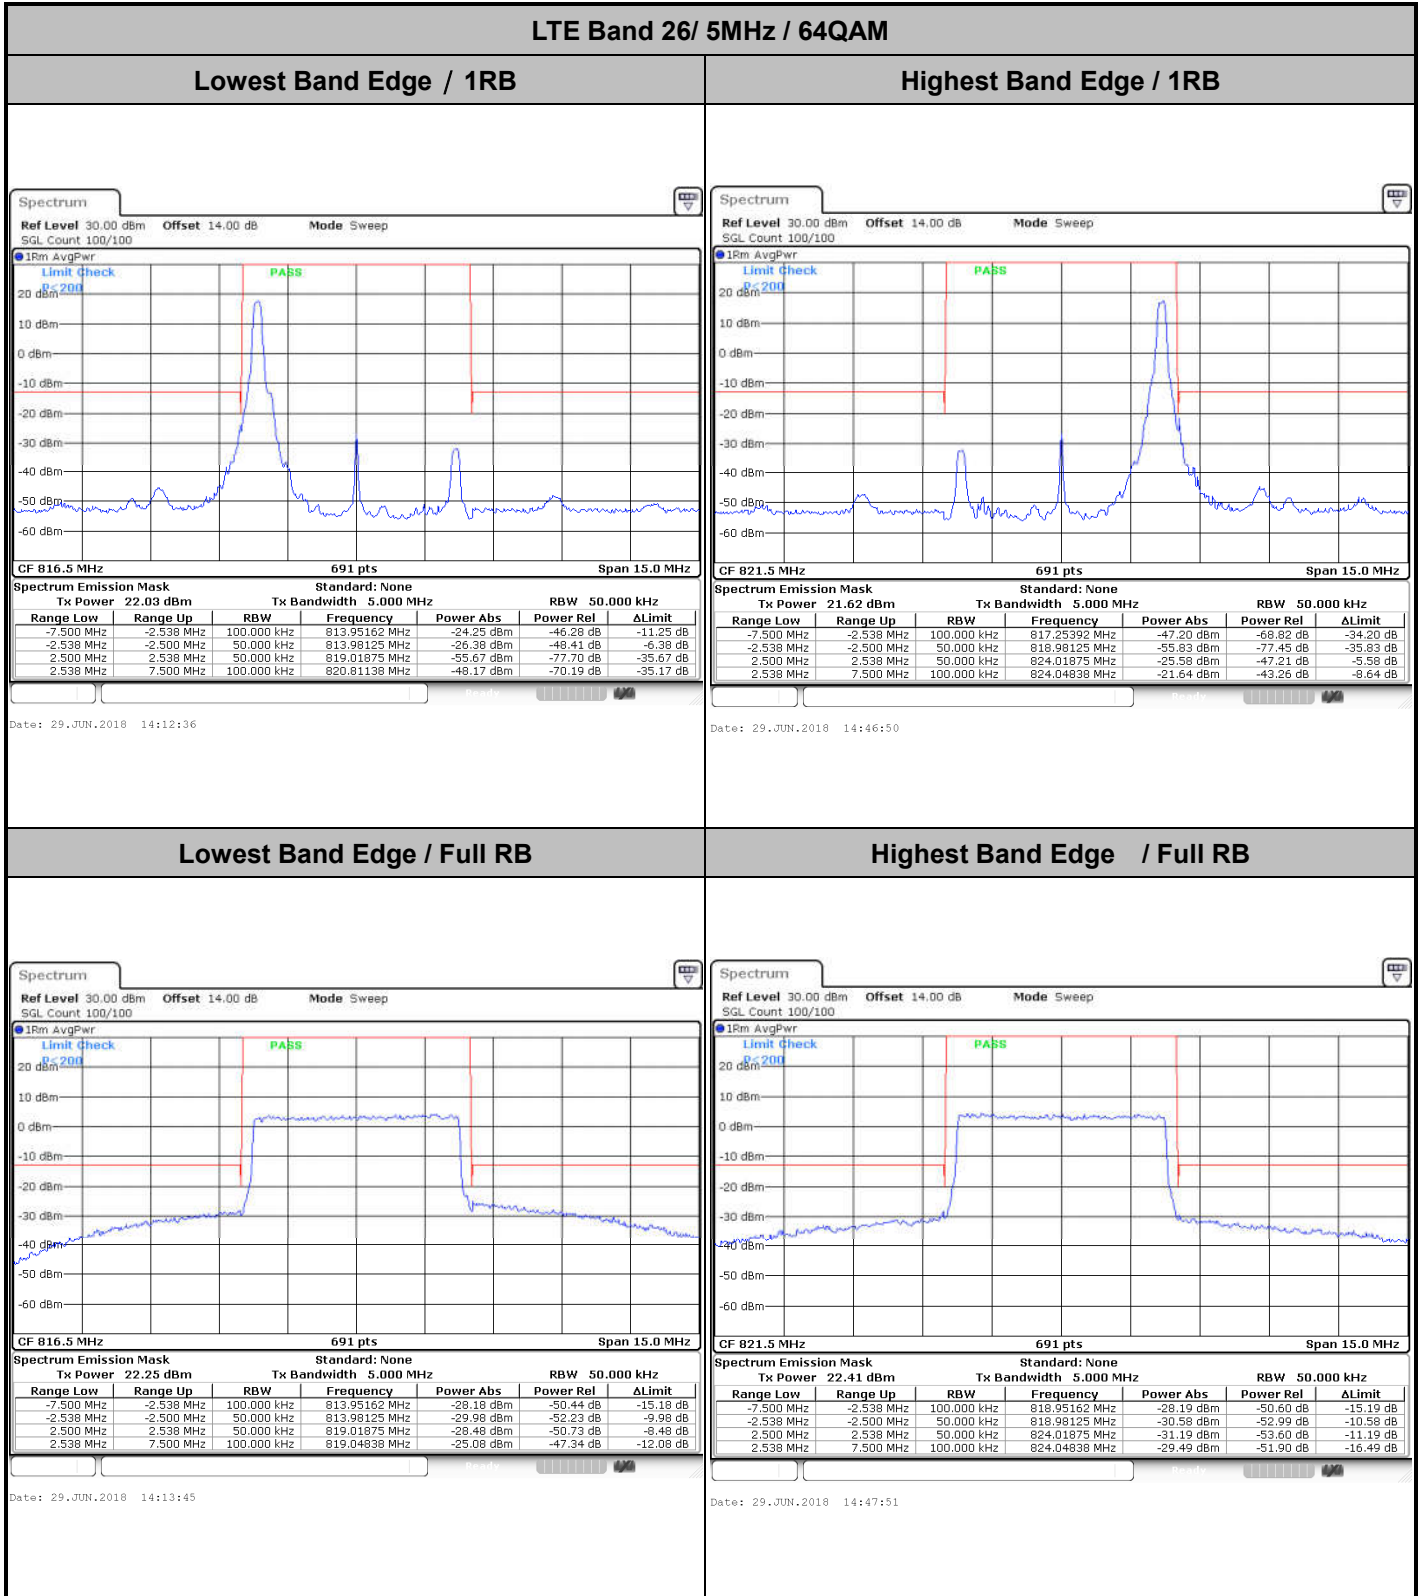 LTE Band 26/ 5MHz / 64QAM
Lowest Band Edge / 1RB
Highest Band Edge / 1RB
Spectrum
Ref Level 30.00 dBm Offset 14.00 dB Mode Sweep
SGL Count 100/100
1Rm AvgPwr
Limit Check PASS
P<200
20 dBm
10 dBm
0 dBm
-10 dBm
-20 dBm
-30 dBm
-40 dBm
-50 dBm
-60 dBm
CF 816.5 MHz 691 pts Span 15.0 MHz
Spectrum Emission Mask Standard: None
Tx Power 22.03 dBm Tx Bandwidth 5.000 MHz RBW 50.000 kHz
Range Low Range Up RBW Frequency Power Abs Power Rel ΔLimit
-7.500 MHz -2.538 MHz 100.000 kHz 813.95162 MHz -24.25 dBm -46.28 dB -11.25 dB
-2.538 MHz -2.500 MHz 50.000 kHz 813.98125 MHz -26.38 dBm -48.41 dB -6.38 dB
2.500 MHz 2.538 MHz 50.000 kHz 819.01875 MHz -55.67 dBm -77.70 dB -35.67 dB
2.538 MHz 7.500 MHz 100.000 kHz 820.81138 MHz -48.17 dBm -70.19 dB -35.17 dB
Ready
Date: 29.JUN.2018 14:12:36
Spectrum
Ref Level 30.00 dBm Offset 14.00 dB Mode Sweep
SGL Count 100/100
1Rm AvgPwr
Limit Check PASS
P<200
20 dBm
10 dBm
0 dBm
-10 dBm
-20 dBm
-30 dBm
-40 dBm
-50 dBm
-60 dBm
CF 821.5 MHz 691 pts Span 15.0 MHz
Spectrum Emission Mask Standard: None
Tx Power 21.62 dBm Tx Bandwidth 5.000 MHz RBW 50.000 kHz
Range Low Range Up RBW Frequency Power Abs Power Rel ΔLimit
-7.500 MHz -2.538 MHz 100.000 kHz 817.25392 MHz -47.20 dBm -68.82 dB -34.20 dB
-2.538 MHz -2.500 MHz 50.000 kHz 818.98125 MHz -55.83 dBm -77.45 dB -35.83 dB
2.500 MHz 2.538 MHz 50.000 kHz 824.01875 MHz -25.58 dBm -47.21 dB -5.58 dB
2.538 MHz 7.500 MHz 100.000 kHz 824.04838 MHz -21.64 dBm -43.26 dB -8.64 dB
Ready
Date: 29.JUN.2018 14:46:50
Lowest Band Edge / Full RB
Highest Band Edge / Full RB
Spectrum
Ref Level 30.00 dBm Offset 14.00 dB Mode Sweep
SGL Count 100/100
1Rm AvgPwr
Limit Check PASS
P<200
20 dBm
10 dBm
0 dBm
-10 dBm
-20 dBm
-30 dBm
-40 dBm
-50 dBm
-60 dBm
CF 816.5 MHz 691 pts Span 15.0 MHz
Spectrum Emission Mask Standard: None
Tx Power 22.25 dBm Tx Bandwidth 5.000 MHz RBW 50.000 kHz
Range Low Range Up RBW Frequency Power Abs Power Rel ΔLimit
-7.500 MHz -2.538 MHz 100.000 kHz 813.95162 MHz -28.18 dBm -50.44 dB -15.18 dB
-2.538 MHz -2.500 MHz 50.000 kHz 813.98125 MHz -29.98 dBm -52.23 dB -9.98 dB
2.500 MHz 2.538 MHz 50.000 kHz 819.01875 MHz -28.48 dBm -50.73 dB -8.48 dB
2.538 MHz 7.500 MHz 100.000 kHz 819.04838 MHz -25.08 dBm -47.34 dB -12.08 dB
Ready
Date: 29.JUN.2018 14:13:45
Spectrum
Ref Level 30.00 dBm Offset 14.00 dB Mode Sweep
SGL Count 100/100
1Rm AvgPwr
Limit Check PASS
P<200
20 dBm
10 dBm
0 dBm
-10 dBm
-20 dBm
-30 dBm
-40 dBm
-50 dBm
-60 dBm
CF 821.5 MHz 691 pts Span 15.0 MHz
Spectrum Emission Mask Standard: None
Tx Power 22.41 dBm Tx Bandwidth 5.000 MHz RBW 50.000 kHz
Range Low Range Up RBW Frequency Power Abs Power Rel ΔLimit
-7.500 MHz -2.538 MHz 100.000 kHz 818.95162 MHz -28.19 dBm -50.60 dB -15.19 dB
-2.538 MHz -2.500 MHz 50.000 kHz 818.98125 MHz -30.58 dBm -52.99 dB -10.58 dB
2.500 MHz 2.538 MHz 50.000 kHz 824.01875 MHz -31.19 dBm -53.60 dB -11.19 dB
2.538 MHz 7.500 MHz 100.000 kHz 824.04838 MHz -29.49 dBm -51.90 dB -16.49 dB
Ready
Date: 29.JUN.2018 14:47:51